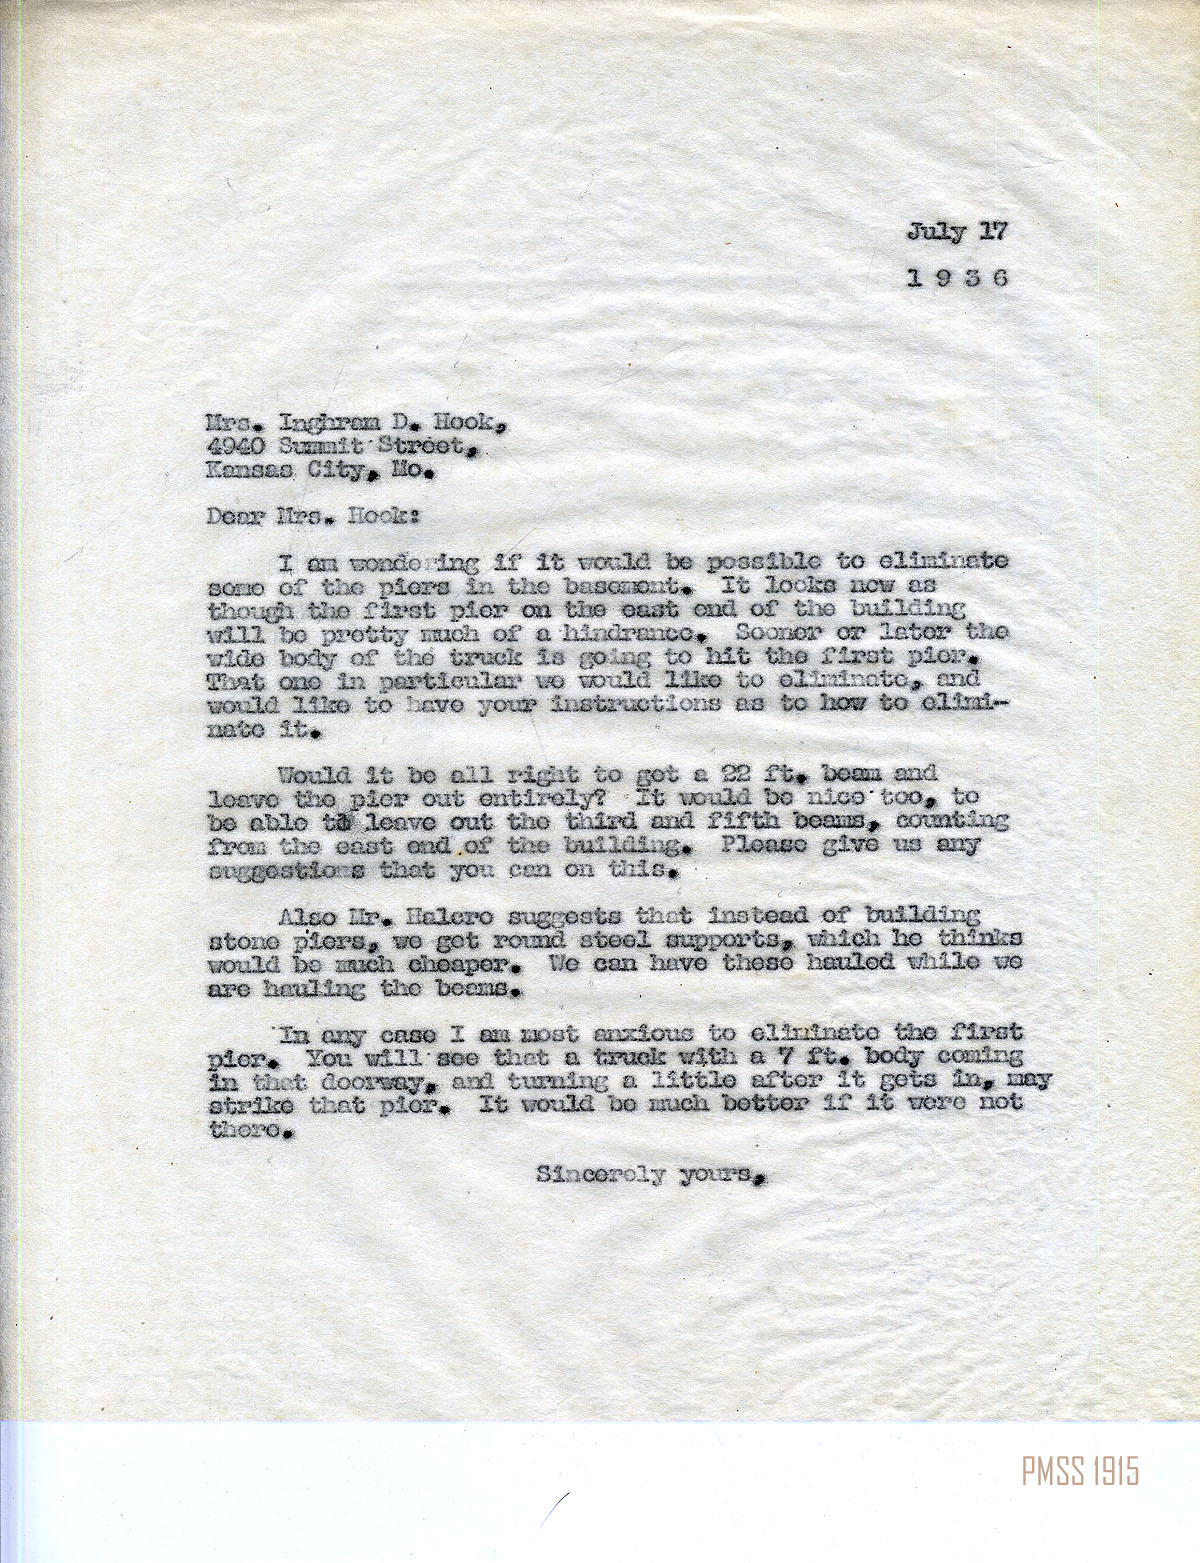 July 17
1 9 3 6
Mrs. Inghram D. Hook,
4940 Summit Street,
Kansas City, Mo.
Dear Mrs. Hook:
I am wondering if it would be possible to eliminate
some of the piers in the basement. It looks now as
though the first pier on the east end of the building
will be pretty much of a hindrance. Sooner or later the
wide body of the truck is going to hit the first pier.
That one in particular we would like to eliminate, and
would like to have your instructions as to how to elimi-
nate it.
Would it be all right to get a 22 ft. beam and
leave the pier out entirely? It would be nice too, to
be able to leave out the third and fifth beams, counting
from the east end of the building. Please give us any
suggestions that you can on this.
Also Mr. Halcro suggests that instead of building
stone piers, we get round steel supports, which he thinks
would be much cheaper. We can have these hauled while we
are hauling the beams.
In any case I am most anxious to eliminate the first
pier. You will see that a truck with a 7 ft. body coming
in that doorway, and turning a little after it gets in, may
strike that pier. It would be much better if it were not
there.
Sincerely yours,
PMSS 1915